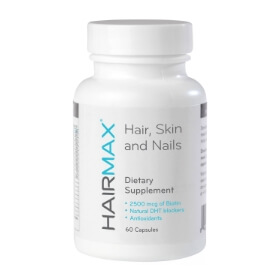 HAIRMAX®
Hair, Skin
and Nails
Dietary
Supplement
• 2500 mcg of Biotin
• Natural DHT blockers
• Antioxidants
60 Capsules